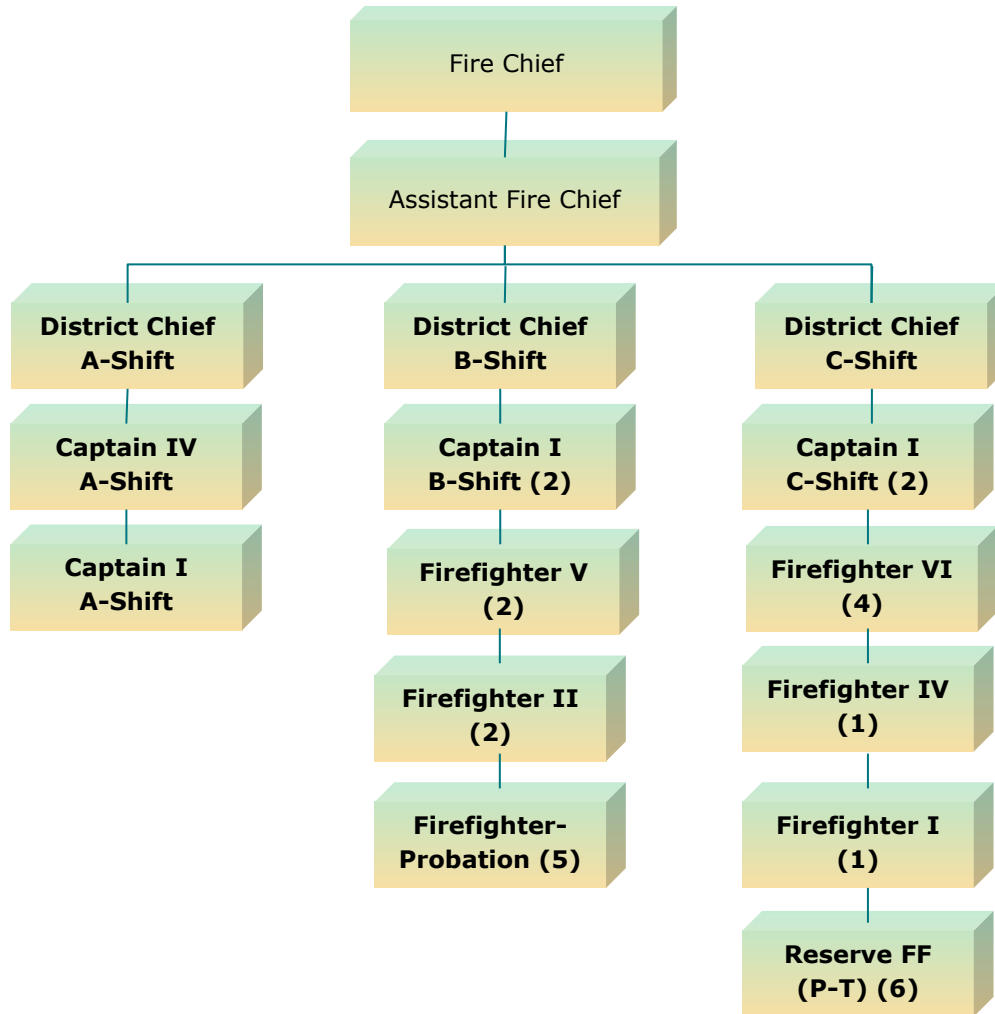 Fire Chief
Assistant Fire Chief
District Chief
A-Shift
District Chief
B-Shift
District Chief
C-Shift
Captain IV
A-Shift
Captain I
B-Shift (2)
Captain I
C-Shift (2)
Captain I
A-Shift
Firefighter V
(2)
Firefighter VI
(4)
Firefighter II
(2)
Firefighter IV
(1)
Firefighter-
Probation (5)
Firefighter I
(1)
Reserve FF
(P-T) (6)